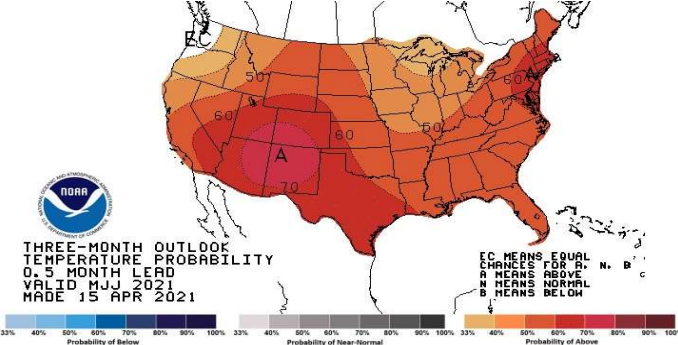 EC
50
60
A
60
60
50
A
70
NATIONAL OCEANIC AND ATMOSPHERIC ADMINISTRATION
NOAA
U.S. DEPARTMENT OF COMMERCE
THREE-MONTH OUTLOOK
TEMPERATURE PROBABILITY
0.5 MONTH LEAD
VALID MJJ 2021
MADE 15 APR 2021
EC MEANS EQUAL
CHANCES FOR A, N, B
A MEANS ABOVE
N MEANS NORMAL
B MEANS BELOW
33% 40% 50% 60% 70% 80% 90% 100%
Probability of Below
33% 40% 50% 60% 70% 80% 90% 100%
Probability of Near-Normal
33% 40% 50% 60% 70% 80% 90% 100%
Probability of Above